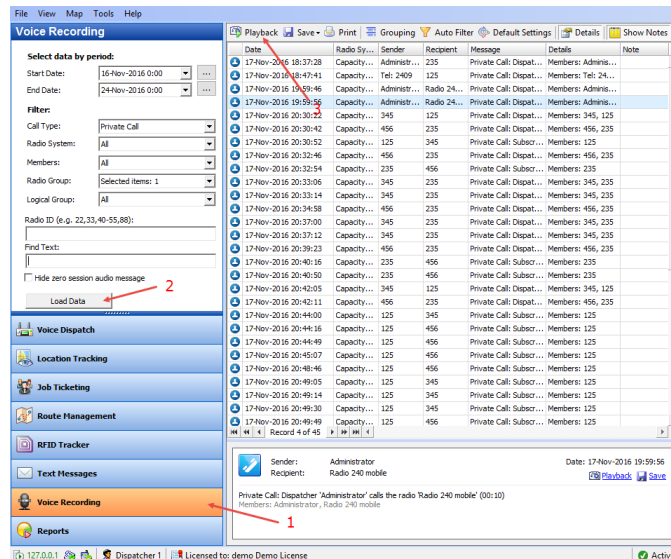 File View Map Tools Help
Voice Recording
Playback Save Print Grouping Auto Filter Default Settings Details Show Notes
Select data by period:
Start Date: 16-Nov-2016 0:00 ...
End Date: 24-Nov-2016 0:00 ...
Filter:
Call Type: Private Call
Radio System: All
Members: All
Radio Group: Selected items: 1
Logical Group: All
Radio ID (e.g. 22,33,40-55,88):
Find Text:
Hide zero session audio message
Load Data
2
Voice Dispatch
Location Tracking
Job Ticketing
Route Management
RFID Tracker
Text Messages
Voice Recording
1
Reports
Date Radio Sy... Sender Recipient Message Details Note
17-Nov-2016 18:37:28 Capacity... Administr... 235 Private Call: Dispat... Members: Adminis...
17-Nov-2016 18:47:41 Capacity... Tel: 2409 125 Private Call: Dispat... Members: Tel: 24...
17-Nov-2016 19:59:46 Capacity... Administr... Radio 24... Private Call: Dispat... Members: Adminis...
17-Nov-2016 19:59:56 Capacity... Administr... Radio 24... Private Call: Dispat... Members: Adminis...
3
17-Nov-2016 20:30:22 Capacity... 345 125 Private Call: Dispat... Members: 345, 125
17-Nov-2016 20:30:42 Capacity... 456 235 Private Call: Dispat... Members: 456, 235
17-Nov-2016 20:30:52 Capacity... 125 345 Private Call: Subscr... Members: 125
17-Nov-2016 20:32:46 Capacity... 456 235 Private Call: Dispat... Members: 456, 235
17-Nov-2016 20:32:54 Capacity... 235 456 Private Call: Subscr... Members: 235
17-Nov-2016 20:33:06 Capacity... 345 235 Private Call: Dispat... Members: 345, 235
17-Nov-2016 20:33:14 Capacity... 345 235 Private Call: Dispat... Members: 345, 235
17-Nov-2016 20:34:58 Capacity... 456 235 Private Call: Dispat... Members: 456, 235
17-Nov-2016 20:37:00 Capacity... 345 235 Private Call: Dispat... Members: 345, 235
17-Nov-2016 20:37:12 Capacity... 345 235 Private Call: Dispat... Members: 345, 235
17-Nov-2016 20:39:23 Capacity... 456 235 Private Call: Dispat... Members: 456, 235
17-Nov-2016 20:40:16 Capacity... 235 456 Private Call: Subscr... Members: 235
17-Nov-2016 20:40:50 Capacity... 235 456 Private Call: Subscr... Members: 235
17-Nov-2016 20:42:05 Capacity... 345 125 Private Call: Dispat... Members: 345, 125
17-Nov-2016 20:42:11 Capacity... 456 235 Private Call: Dispat... Members: 456, 235
17-Nov-2016 20:44:00 Capacity... 125 345 Private Call: Subscr... Members: 125
17-Nov-2016 20:44:16 Capacity... 125 456 Private Call: Subscr... Members: 125
17-Nov-2016 20:44:49 Capacity... 125 456 Private Call: Subscr... Members: 125
17-Nov-2016 20:45:07 Capacity... 125 456 Private Call: Subscr... Members: 125
17-Nov-2016 20:48:46 Capacity... 125 456 Private Call: Subscr... Members: 125
17-Nov-2016 20:49:05 Capacity... 125 345 Private Call: Subscr... Members: 125
17-Nov-2016 20:49:14 Capacity... 125 345 Private Call: Subscr... Members: 125
17-Nov-2016 20:49:30 Capacity... 125 345 Private Call: Subscr... Members: 125
17-Nov-2016 20:49:49 Capacity... 125 456 Private Call: Subscr... Members: 125
Record 4 of 45
Sender: Administrator Date: 17-Nov-2016 19:59:56
Recipient: Radio 240 mobile Playback Save
Private Call: Dispatcher 'Administrator' calls the radio 'Radio 240 mobile' (00:10)
Members: Administrator, Radio 240 mobile
127.0.0.1 Dispatcher 1 Licensed to: demo Demo License Activ